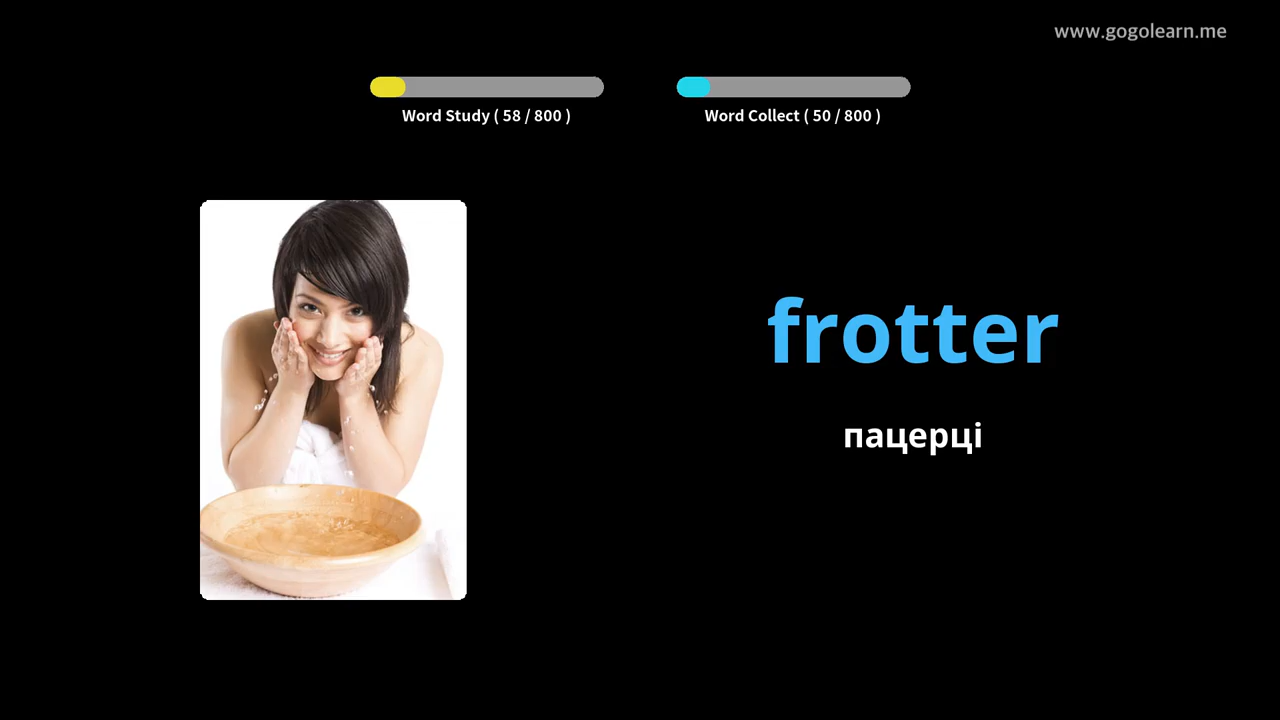 www.gogolearn.me
Word Study ( 58 / 800 )
Word Collect ( 50 / 800 )
frotter
пацерці